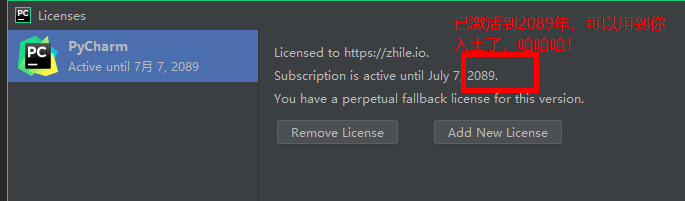 PC Licenses
已激活到2089年，可以用到你
入土了，哈哈哈！
PC PyCharm
Active until 7月 7, 2089
Licensed to https://zhile.io.
Subscription is active until July 7, 2089.
You have a perpetual fallback license for this version.
Remove License
Add New License